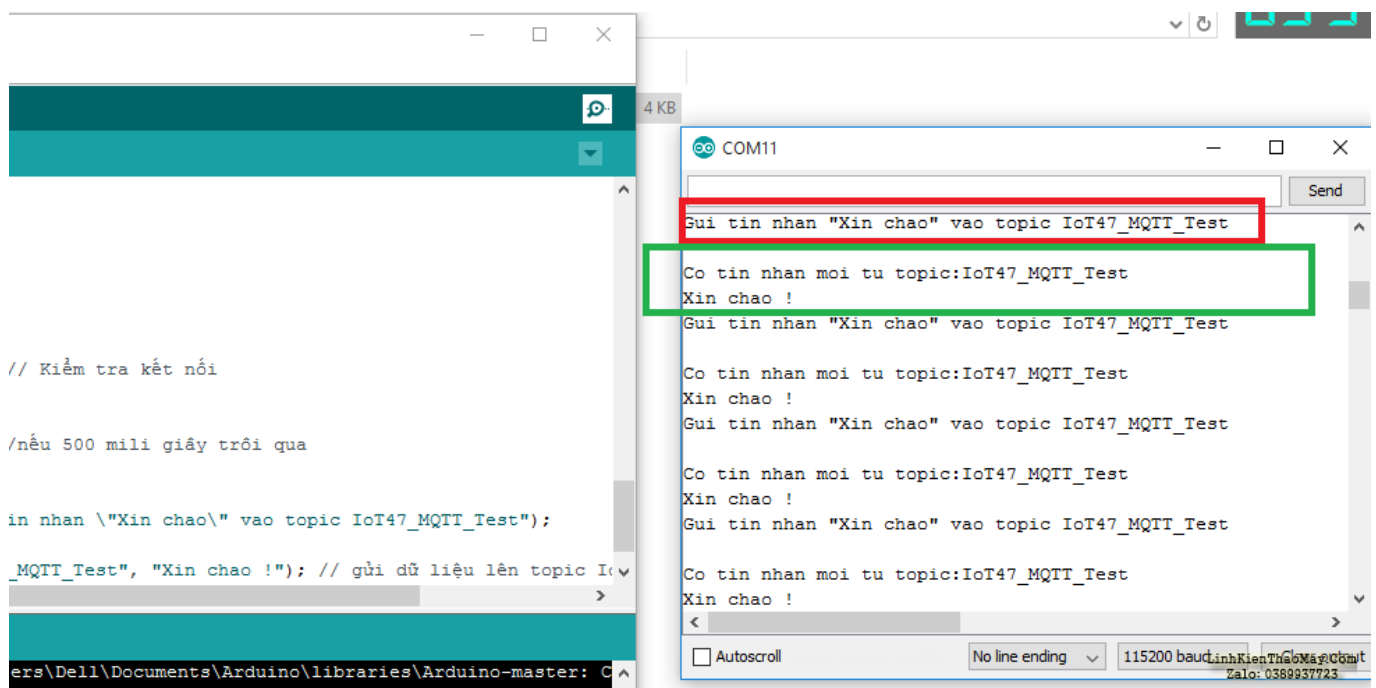 4 KB
COM11
Send
Gui tin nhan "Xin chao" vao topic IoT47_MQTT_Test
Co tin nhan moi tu topic:IoT47_MQTT_Test
Xin chao !
Gui tin nhan "Xin chao" vao topic IoT47_MQTT_Test
Co tin nhan moi tu topic:IoT47_MQTT_Test
Xin chao !
Gui tin nhan "Xin chao" vao topic IoT47_MQTT_Test
Co tin nhan moi tu topic:IoT47_MQTT_Test
Xin chao !
Gui tin nhan "Xin chao" vao topic IoT47_MQTT_Test
Co tin nhan moi tu topic:IoT47_MQTT_Test
Xin chao !
Autoscroll
No line ending
115200 baud
LinhKienThaoMay.Com
Zalo: 0389937723
// Kiểm tra kết nối
/nếu 500 mili giây trôi qua
in nhan \"Xin chao\" vao topic IoT47_MQTT_Test");
_MQTT_Test", "Xin chao !"); // gửi dữ liệu lên topic
ers\Dell\Documents\Arduino\libraries\Arduino-master: C